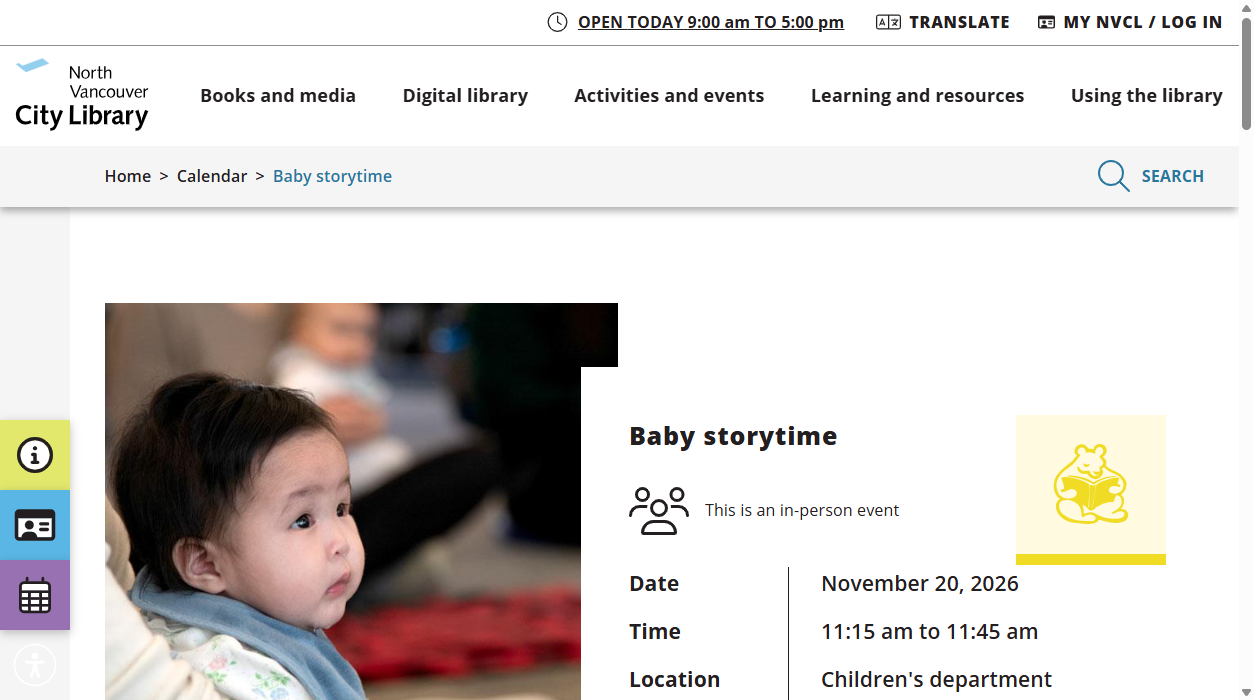 OPEN TODAY 9:00 am TO 5:00 pm
TRANSLATE
MY NVCL / LOG IN
North
Vancouver
City Library
Books and media
Digital library
Activities and events
Learning and resources
Using the library
Home > Calendar > Baby storytime
SEARCH
Baby storytime
This is an in-person event
Date November 20, 2026
Time 11:15 am to 11:45 am
Location Children's department